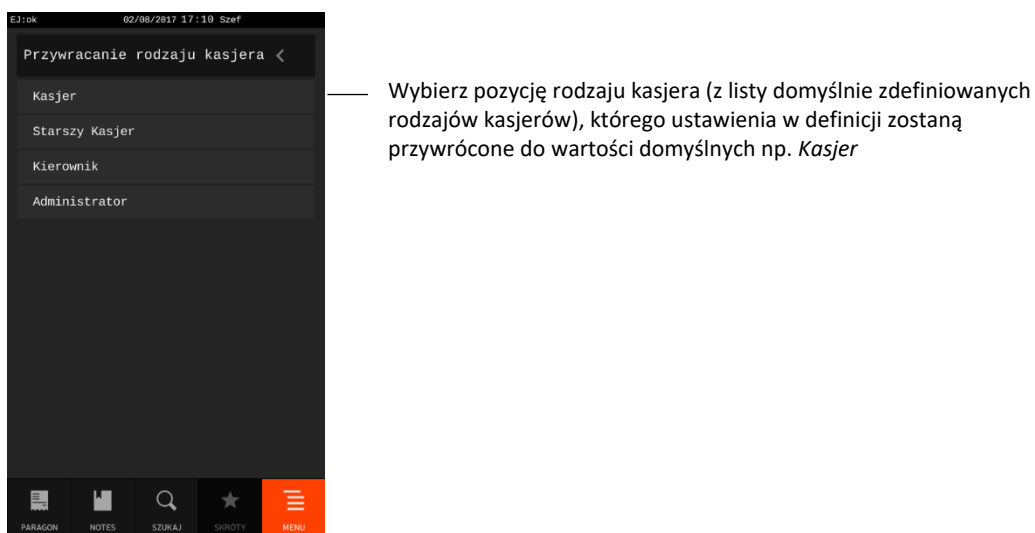 EJ:ok 02/08/2017 17:10 Szef
Przywracanie rodzaju kasjera <
Kasjer
Starszy Kasjer
Kierownik
Administrator
PARAGON NOTES SZUKAJ SKRÓTY MENU
Wybierz pozycję rodzaju kasjera (z listy domyślnie zdefiniowanych
rodzajów kasjerów), którego ustawienia w definicji zostaną
przywrócone do wartości domyślnych np. Kasjer